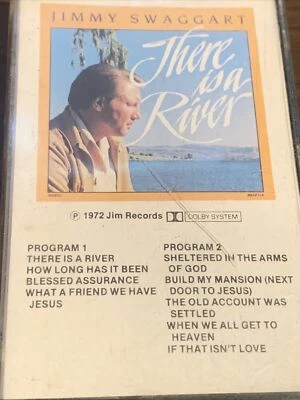 JIMMY SWAGGART
There
is a
River
℗ 1972 Jim Records DOLBY SYSTEM
PROGRAM 1
THERE IS A RIVER
HOW LONG HAS IT BEEN
BLESSED ASSURANCE
WHAT A FRIEND WE HAVE
JESUS
PROGRAM 2
SHELTERED IN THE ARMS
OF GOD
BUILD MY MANSION (NEXT
DOOR TO JESUS)
THE OLD ACCOUNT WAS
SETTLED
WHEN WE ALL GET TO
HEAVEN
IF THAT ISN'T LOVE